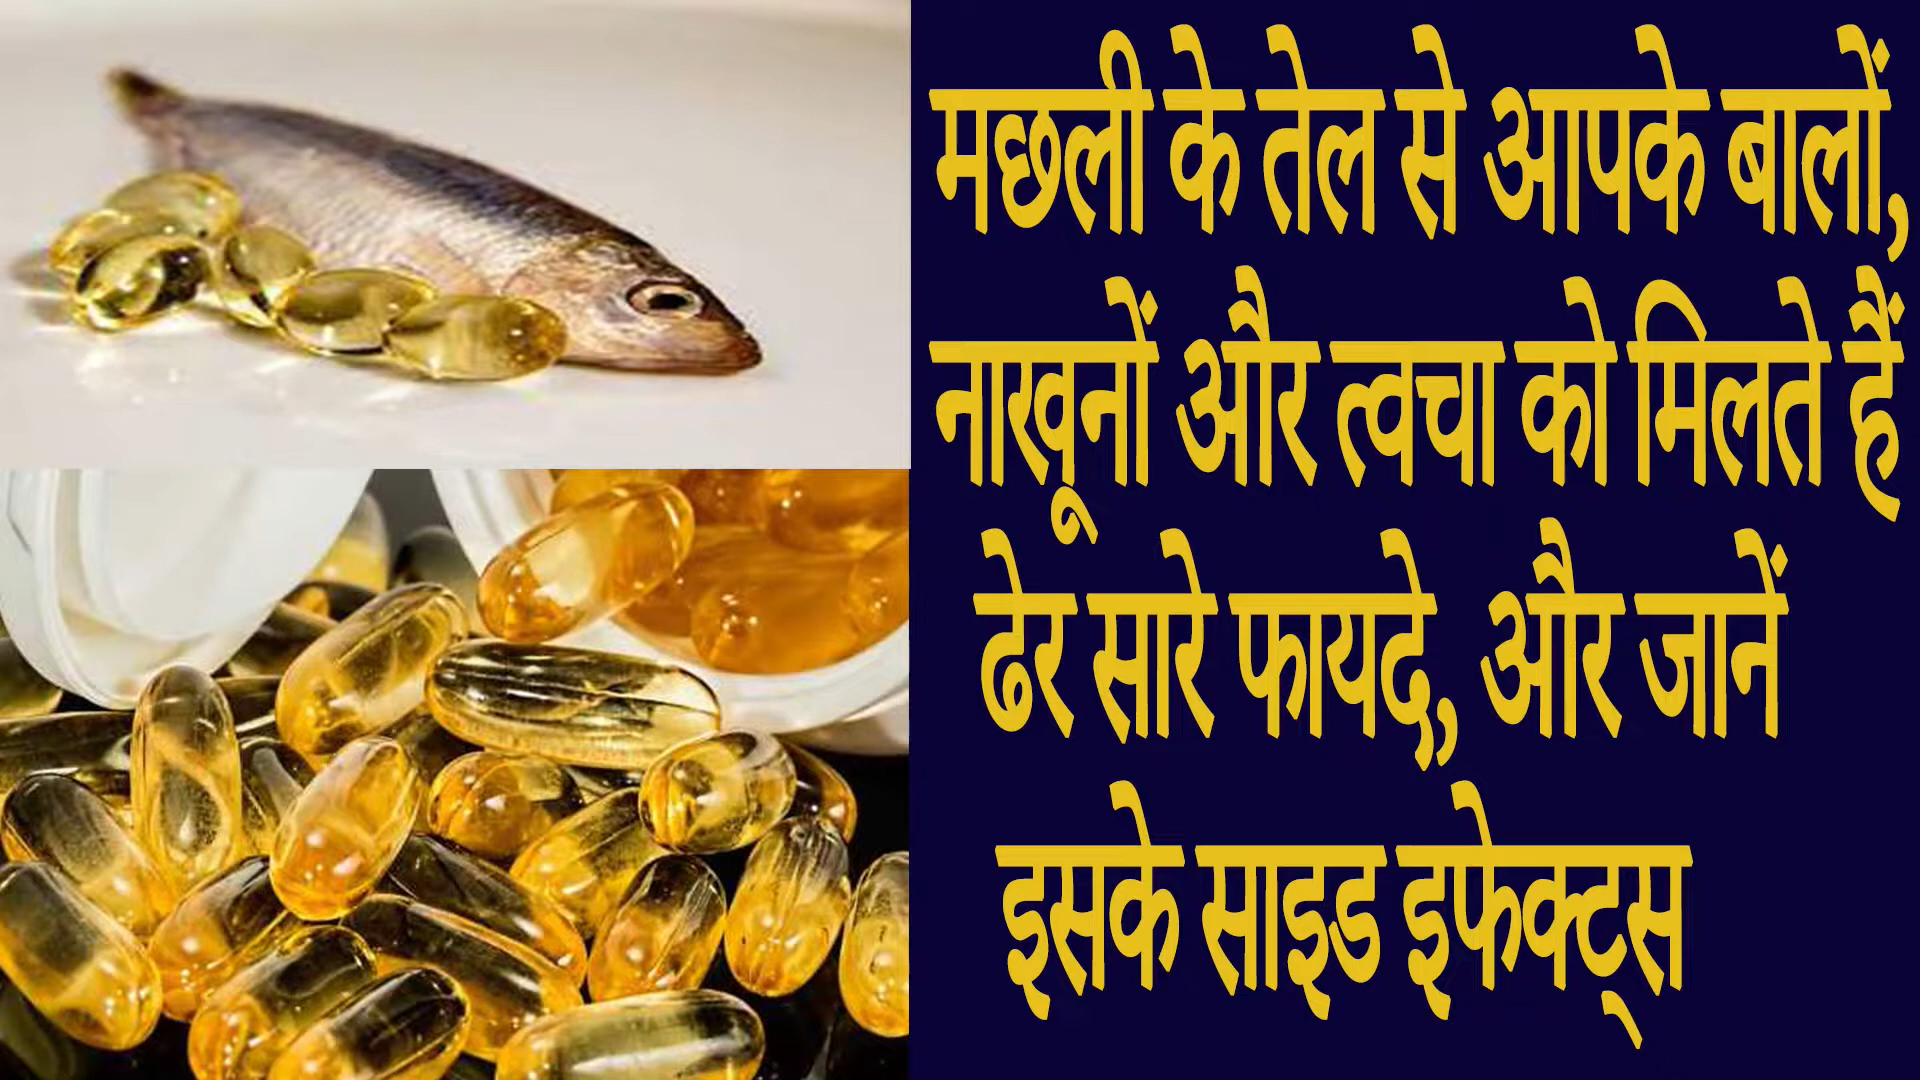 मछली के तेल से आपके बालों,
नाखूनों और त्वचा को मिलते हैं
ढेर सारे फायदे, और जानें
इसके साइड इफेक्ट्स